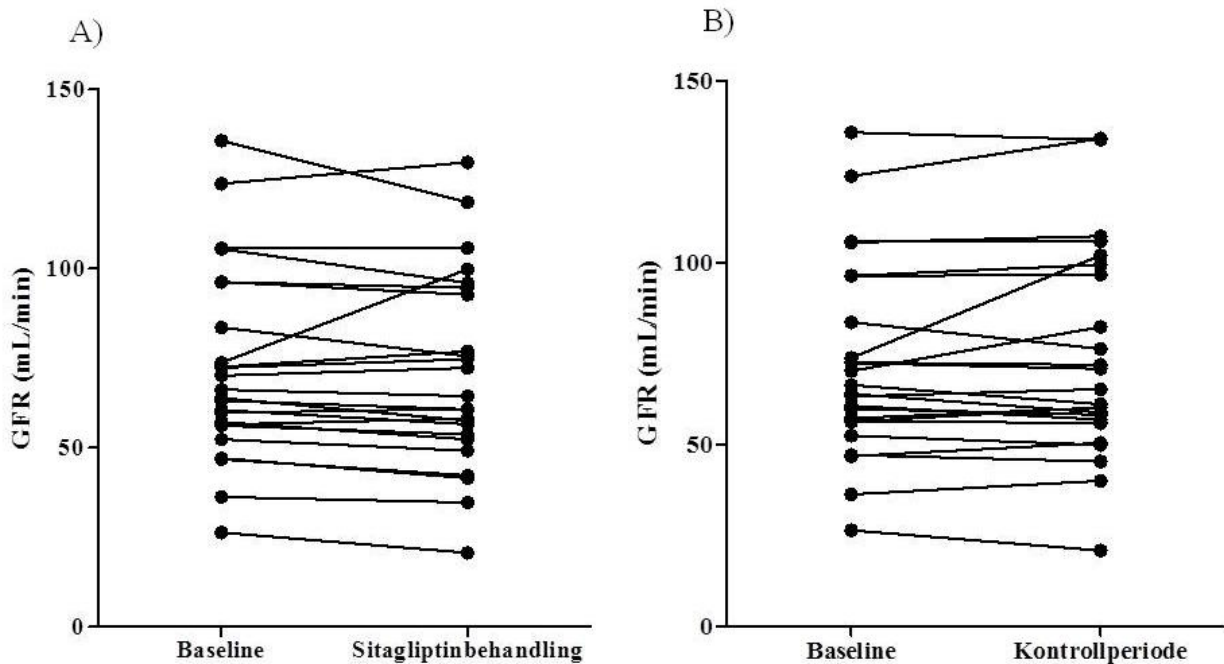 A)
GFR (mL/min)
150
100
50
0
Baseline
Sitagliptinbehandling
B)
GFR (mL/min)
150
100
50
0
Baseline
Kontrollperiode